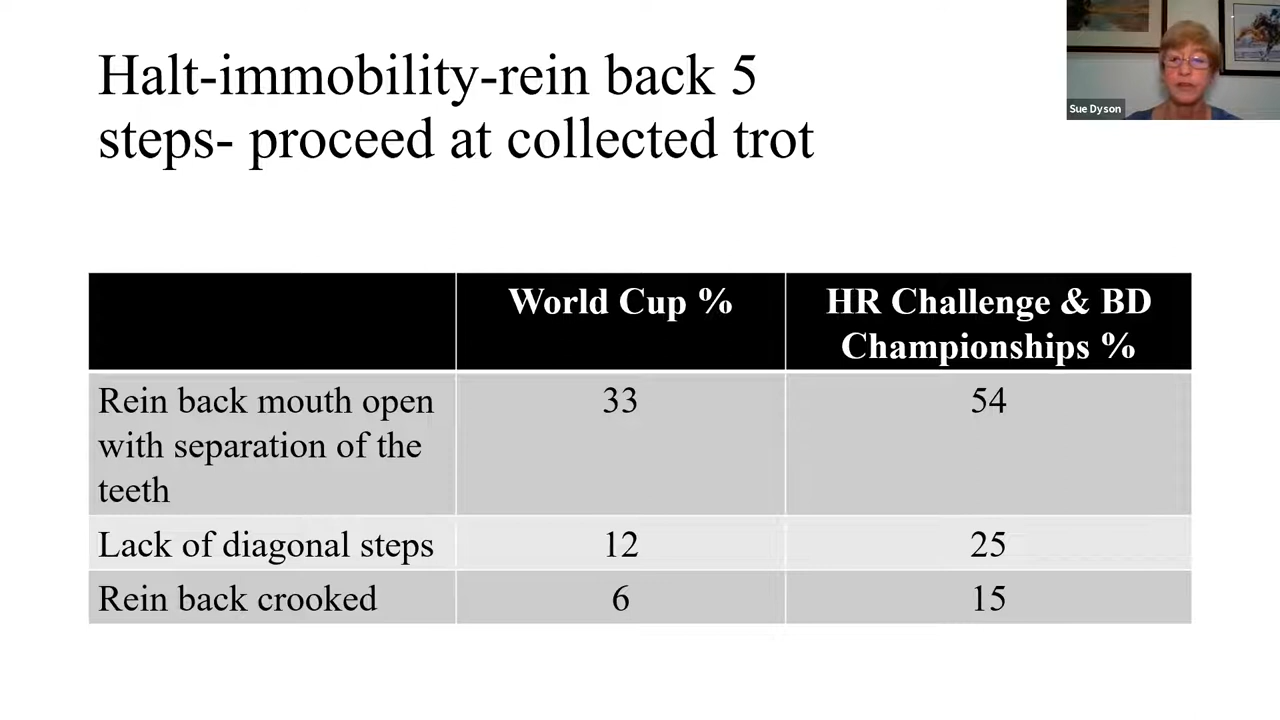 Halt-immobility-rein back 5
steps- proceed at collected trot
Sue Dyson
World Cup %
HR Challenge & BD
Championships %
Rein back mouth open
with separation of the
teeth
33
54
Lack of diagonal steps
12
25
Rein back crooked
6
15